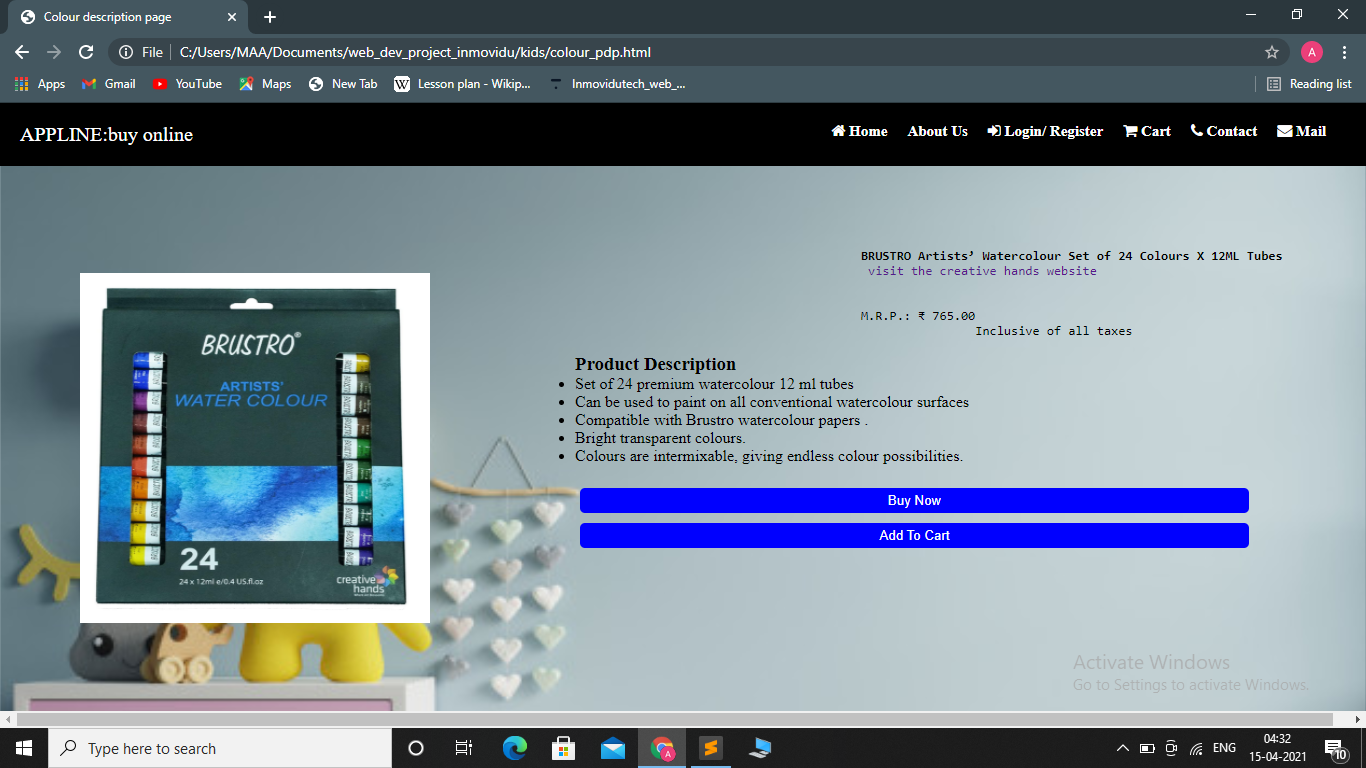 Colour description page
File
C:/Users/MAA/Documents/web_dev_project_inmovidu/kids/colour_pdp.html
A
Apps
Gmail
YouTube
Maps
New Tab
W
Lesson plan - Wikip...
Inmovidutech_web_...
Reading list
APPLINE:buy online
Home
About Us
Login/ Register
Cart
Contact
Mail
BRUSTRO Artists’ Watercolour Set of 24 Colours X 12ML Tubes
visit the creative hands website
M.R.P.: ₹ 765.00
Inclusive of all taxes
BRUSTRO®
ARTISTS'
WATER COLOUR
24
24 x 12ml e/0.4 US.fl.oz
creative
hands
Product Description
• Set of 24 premium watercolour 12 ml tubes
• Can be used to paint on all conventional watercolour surfaces
• Compatible with Brustro watercolour papers .
• Bright transparent colours.
• Colours are intermixable, giving endless colour possibilities.
Buy Now
Add To Cart
Activate Windows
Go to Settings to activate Windows.
Type here to search
A
ENG
04:32
15-04-2021
10